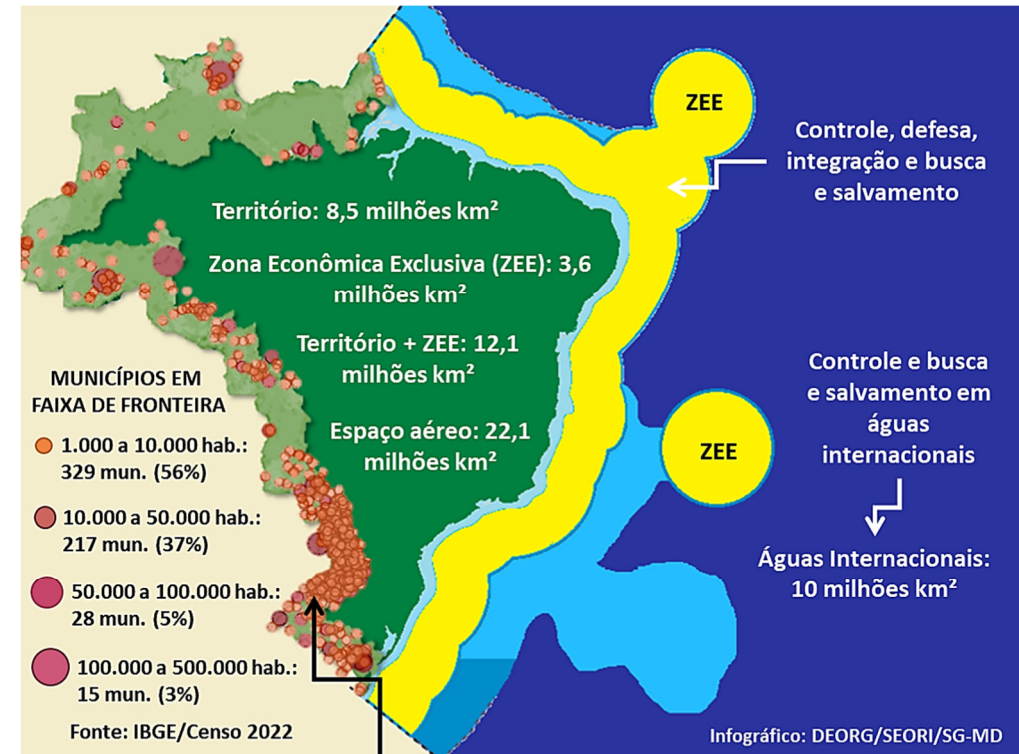 ZEE
Controle, defesa,
integração e busca
e salvamento
Território: 8,5 milhões km²
Zona Econômica Exclusiva (ZEE): 3,6
milhões km²
Território + ZEE: 12,1
milhões km²
Espaço aéreo: 22,1
milhões km²
MUNICÍPIOS EM
FAIXA DE FRONTEIRA
1.000 a 10.000 hab.:
329 mun. (56%)
10.000 a 50.000 hab.:
217 mun. (37%)
50.000 a 100.000 hab.:
28 mun. (5%)
100.000 a 500.000 hab.:
15 mun. (3%)
Fonte: IBGE/Censo 2022
ZEE
Controle e busca
e salvamento em
águas
internacionais
Águas Internacionais:
10 milhões km²
Infográfico: DEORG/SEORI/SG-MD